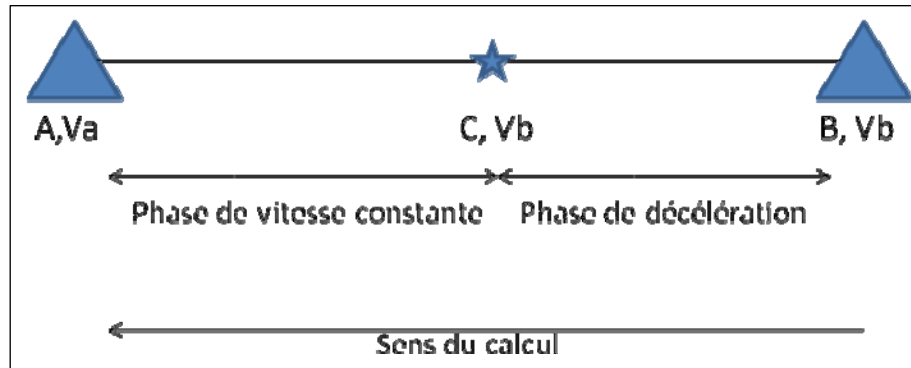 A,Va
C, Vb
B, Vb
Phase de vitesse constante
Phase de décélération
Sens du calcul